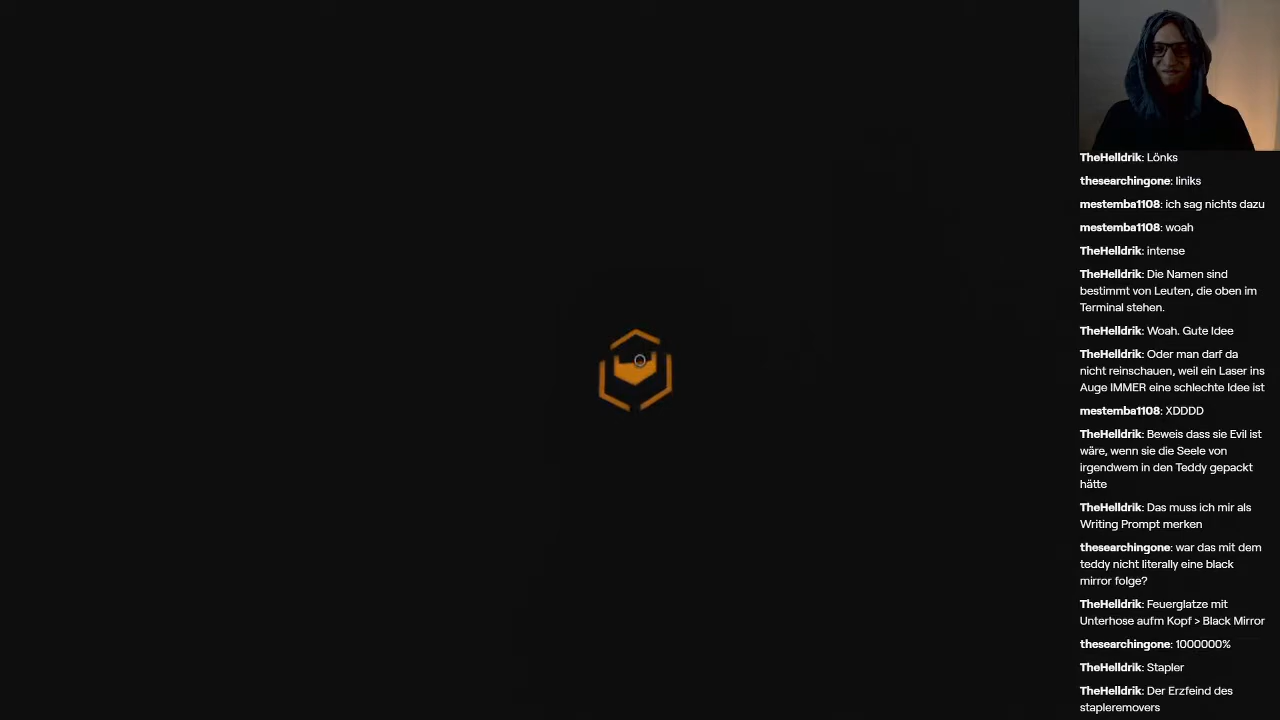 TheHelldrik: Lönks
thesearchingone: liniks
mestemba1108: ich sag nichts dazu
mestemba1108: woah
TheHelldrik: intense
TheHelldrik: Die Namen sind
bestimmt von Leuten, die oben im
Terminal stehen.
TheHelldrik: Woah. Gute Idee
TheHelldrik: Oder man darf da
nicht reinschauen, weil ein Laser ins
Auge IMMER eine schlechte Idee ist
mestemba1108: XDDDD
TheHelldrik: Beweis dass sie Evil ist
wäre, wenn sie die Seele von
irgendwem in den Teddy gepackt
hätte
TheHelldrik: Das muss ich mir als
Writing Prompt merken
thesearchingone: war das mit dem
teddy nicht literally eine black
mirror folge?
TheHelldrik: Feuerglatze mit
Unterhose aufm Kopf > Black Mirror
thesearchingone: 1000000%
TheHelldrik: Stapler
TheHelldrik: Der Erzfeind des
stapleremovers